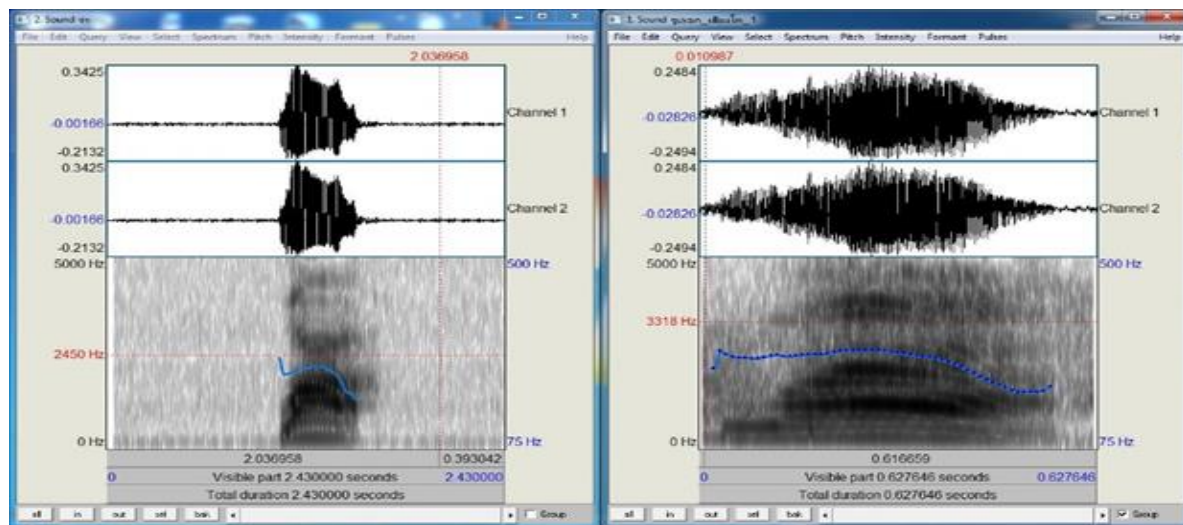 2. Sound
File Edit Query View Select Spectrum Pitch Intensity Formant Pulses Help
2.036958
0.3425
-0.00166
-0.2132
Channel 1
0.3425
-0.00166
-0.2132
Channel 2
5000 Hz
500 Hz
2450 Hz
0 Hz
75 Hz
2.036958 0.393042
0 Visible part 2.430000 seconds 2.430000
Total duration 2.430000 seconds
all in out sel bak Group
3. Sound
File Edit Query View Select Spectrum Pitch Intensity Formant Pulses Help
0.010987
0.2484
-0.02826
-0.2494
Channel 1
0.2484
-0.02826
-0.2494
Channel 2
5000 Hz
500 Hz
3318 Hz
0 Hz
75 Hz
0.616659
0 Visible part 0.627646 seconds 0.627646
Total duration 0.627646 seconds
all in out sel bak Group